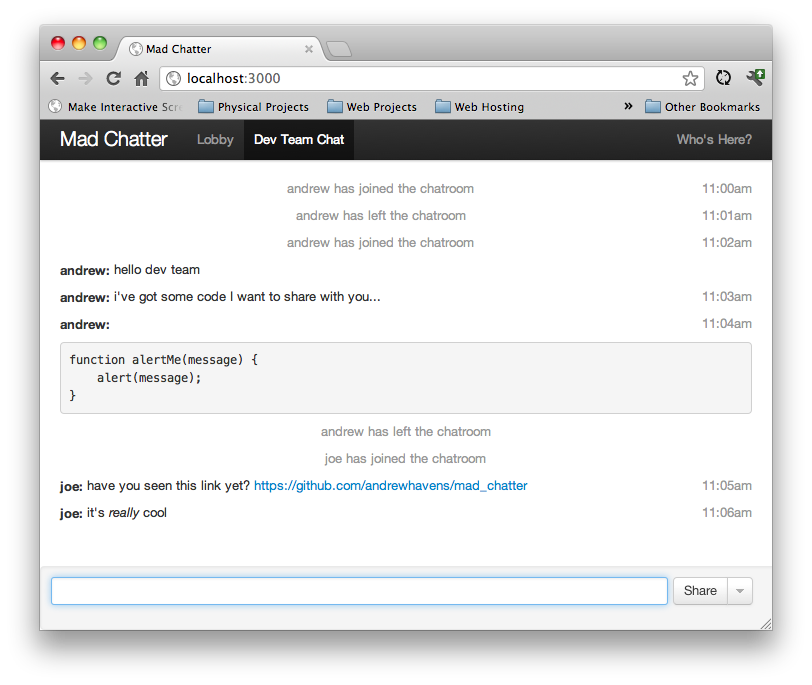 Mad Chatter
localhost:3000
Make Interactive Scr
Physical Projects
Web Projects
Web Hosting
»
Other Bookmarks
Mad Chatter
Lobby
Dev Team Chat
Who's Here?
andrew has joined the chatroom 11:00am
andrew has left the chatroom 11:01am
andrew has joined the chatroom 11:02am
andrew: hello dev team
andrew: i've got some code I want to share with you... 11:03am
andrew: 11:04am
function alertMe(message) {
    alert(message);
}
andrew has left the chatroom
joe has joined the chatroom
joe: have you seen this link yet? https://github.com/andrewhavens/mad_chatter 11:05am
joe: it's really cool 11:06am
Share